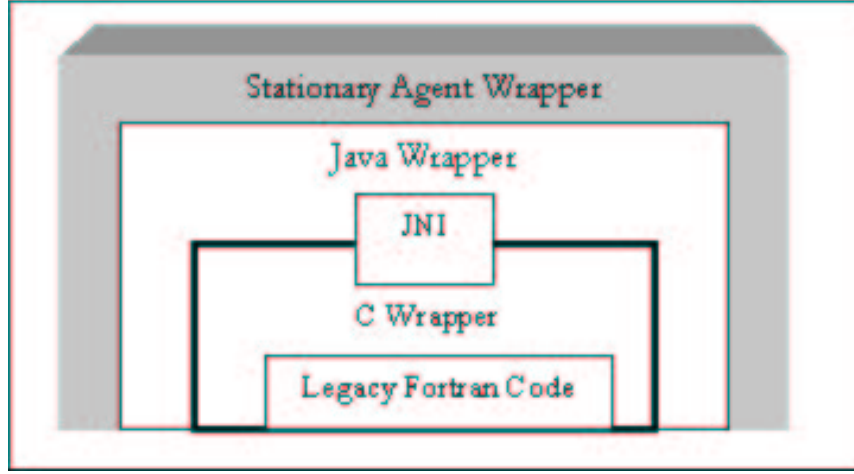 Stationary Agent Wrapper
Java Wrapper
JNI
C Wrapper
Legacy Fortran Code